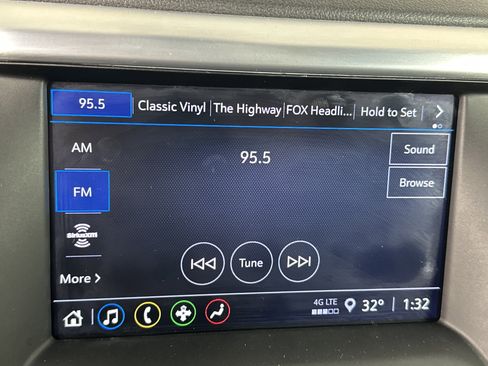 95.5 Classic Vinyl The Highway FOX Headli... Hold to Set >
AM
95.5
Sound
FM
Browse
SiriusXM
More >
Tune
4G LTE
32° 1:32